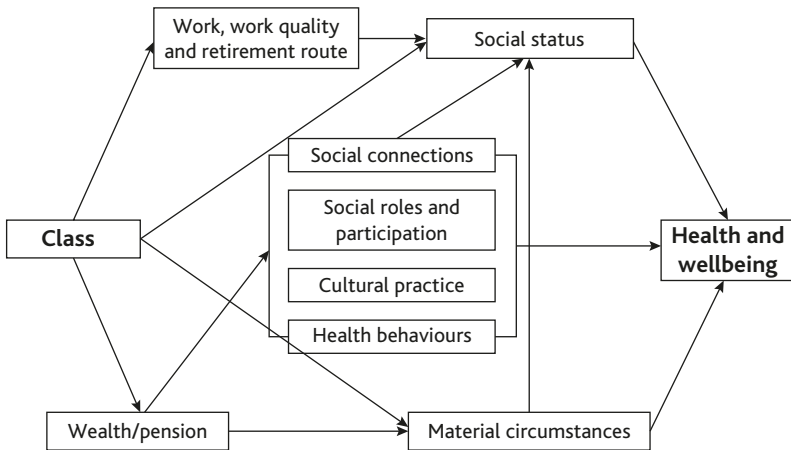 Work, work quality
and retirement route
Social status
Social connections
Social roles and
participation
Class
Health and
wellbeing
Cultural practice
Health behaviours
Wealth/pension
Material circumstances